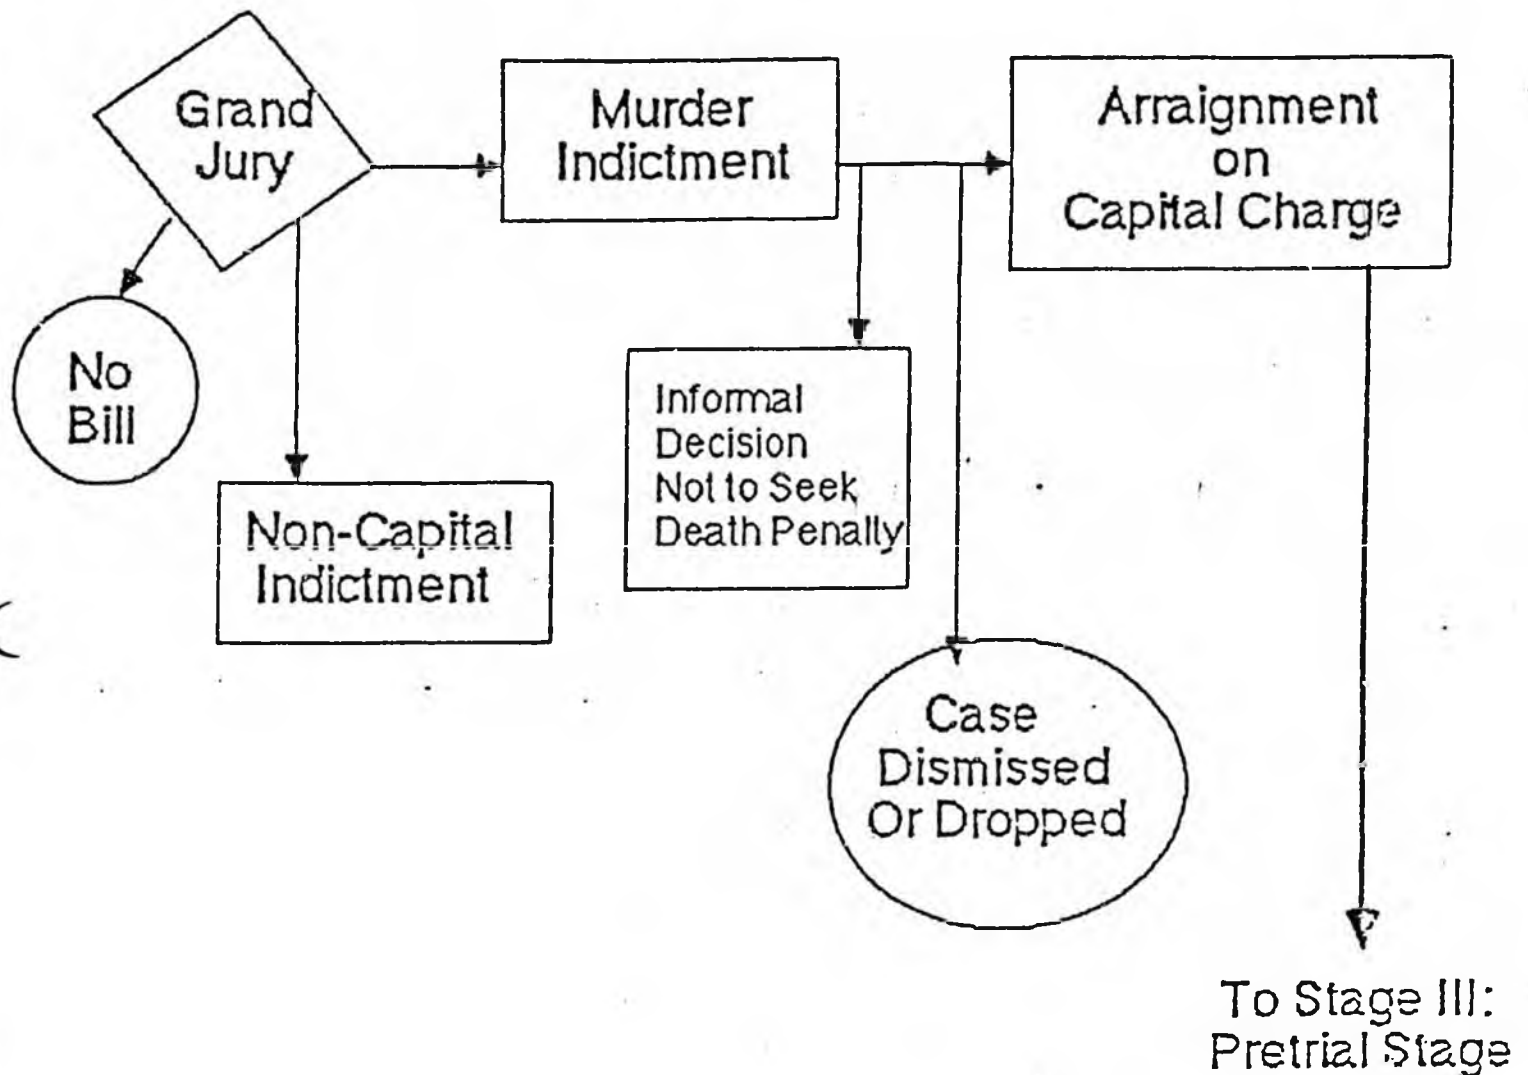 Grand
Jury
Murder
Indictment
Arraignment
on
Capital Charge
No
Bill
Informal
Decision
Not to Seek
Death Penally
Non-Capital
Indictment
Case
Dismissed
Or Dropped
To Stage III:
Pretrial Stage